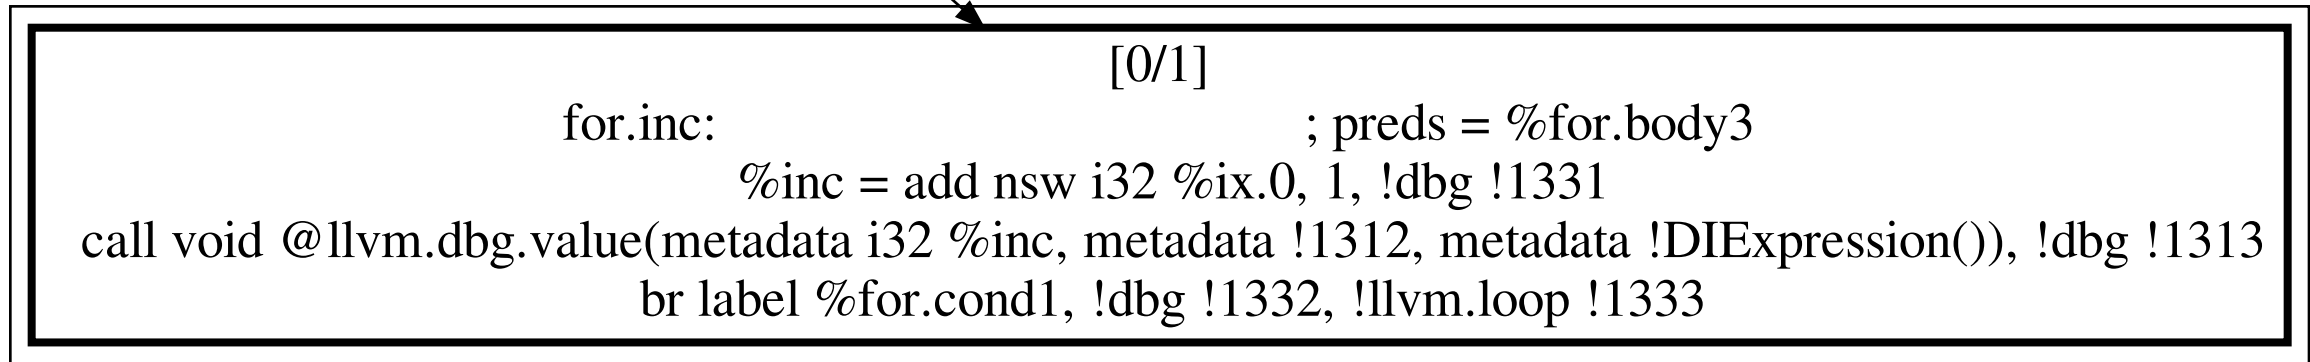 [0/1]
for.inc: ; preds = %for.body3
%inc = add nsw i32 %ix.0, 1, !dbg !1331
call void @llvm.dbg.value(metadata i32 %inc, metadata !1312, metadata !DIExpression()), !dbg !1313
br label %for.cond1, !dbg !1332, !llvm.loop !1333